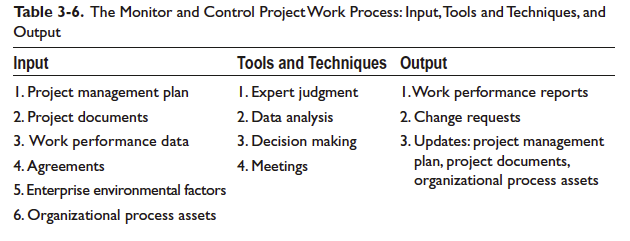 Table 3-6. The Monitor and Control Project Work Process: Input, Tools and Techniques, and
Output
Input Tools and Techniques Output
1. Project management plan 1. Expert judgment 1. Work performance reports
2. Project documents 2. Data analysis 2. Change requests
3. Work performance data 3. Decision making 3. Updates: project management
4. Agreements 4. Meetings plan, project documents,
5. Enterprise environmental factors organizational process assets
6. Organizational process assets